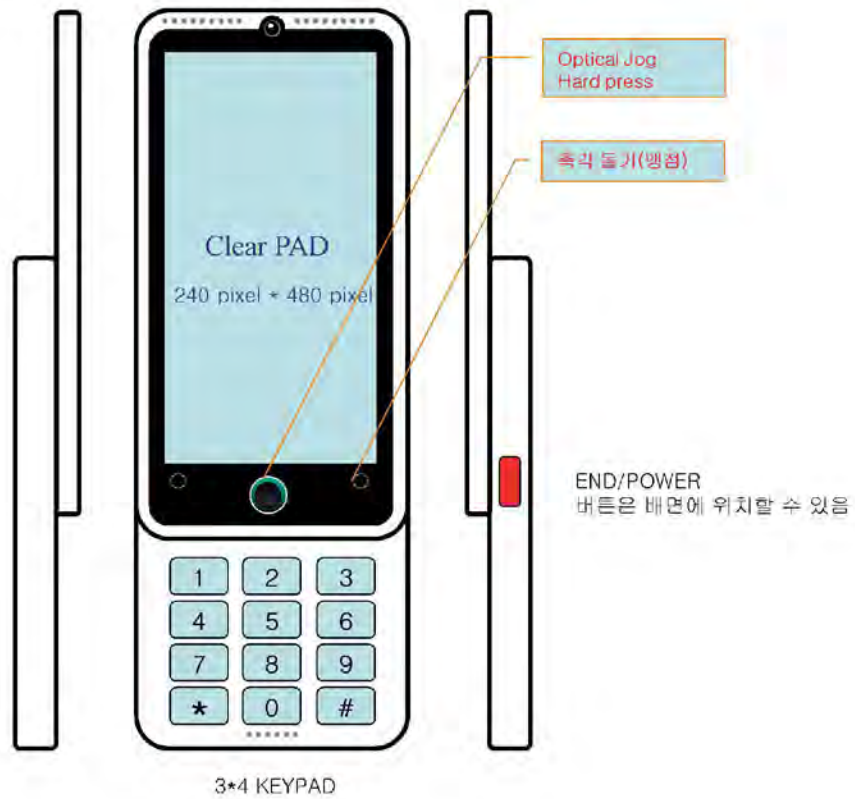 Optical Jog
Hard press
촉각 돌기(맹점)
Clear PAD
240 pixel * 480 pixel
END/POWER
버튼은 배면에 위치할 수 있음
1 2 3
4 5 6
7 8 9
* 0 #
3*4 KEYPAD